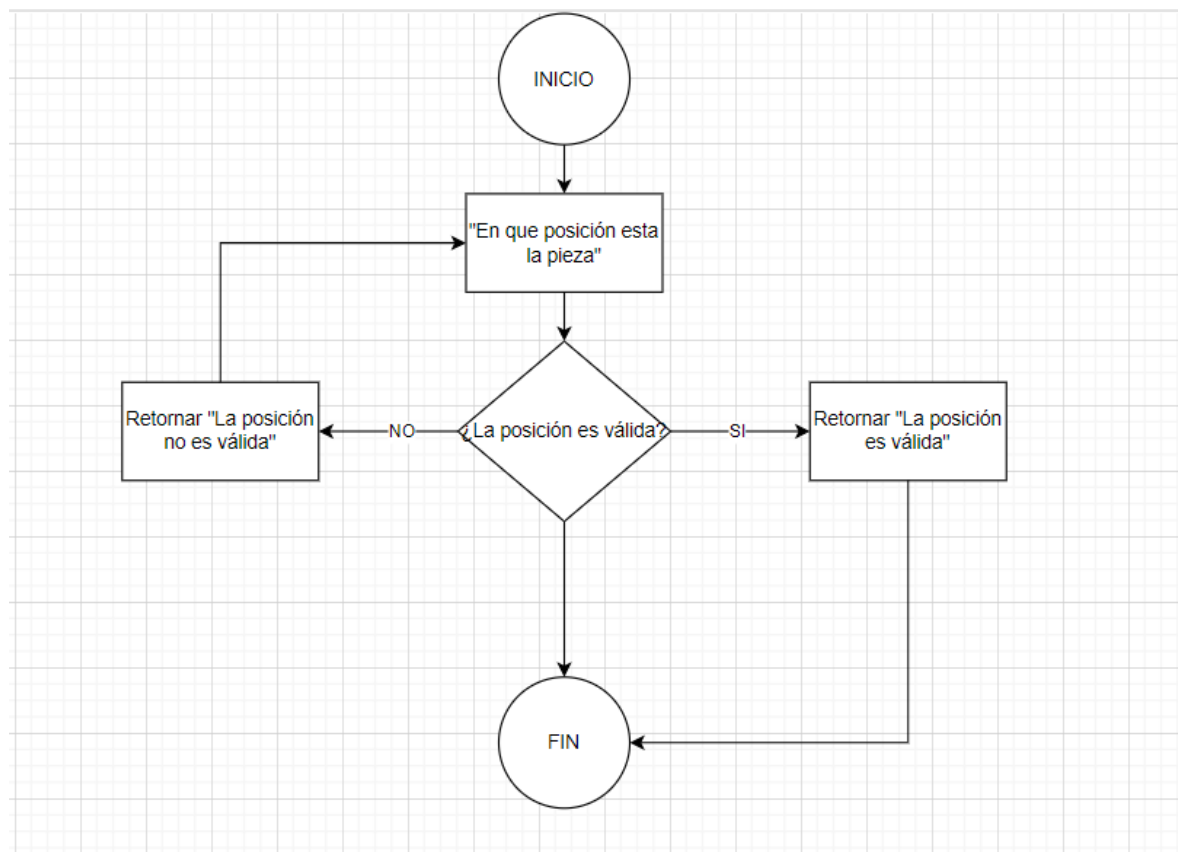 INICIO
"En que posición esta
la pieza"
Retornar "La posición
no es válida"
NO
¿La posición es válida?
SI
Retornar "La posición
es válida"
FIN